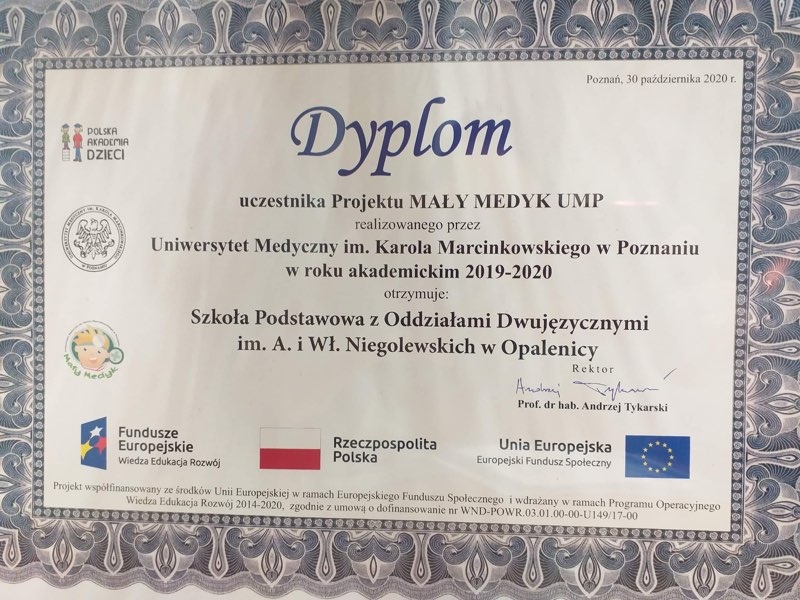 Poznań, 30 października 2020 r.
POLSKA
AKADEMIA
DZIECI
Dyplom
uczestnika Projektu MAŁY MEDYK UMP
realizowanego przez
Uniwersytet Medyczny im. Karola Marcinkowskiego w Poznaniu
w roku akademickim 2019-2020
otrzymuje:
Szkoła Podstawowa z Oddziałami Dwujęzycznymi
im. A. i Wł. Niegolewskich w Opalenicy
Mały Medyk
Rektor
Andrzej Tykarski
Prof. dr hab. Andrzej Tykarski
Fundusze
Europejskie
Wiedza Edukacja Rozwój
Rzeczpospolita
Polska
Unia Europejska
Europejski Fundusz Społeczny
Projekt współfinansowany ze środków Unii Europejskiej w ramach Europejskiego Funduszu Społecznego i wdrażany w ramach Programu Operacyjnego
Wiedza Edukacja Rozwój 2014-2020, zgodnie z umową o dofinansowanie nr WND-POWR.03.01.00-00-U149/17-00